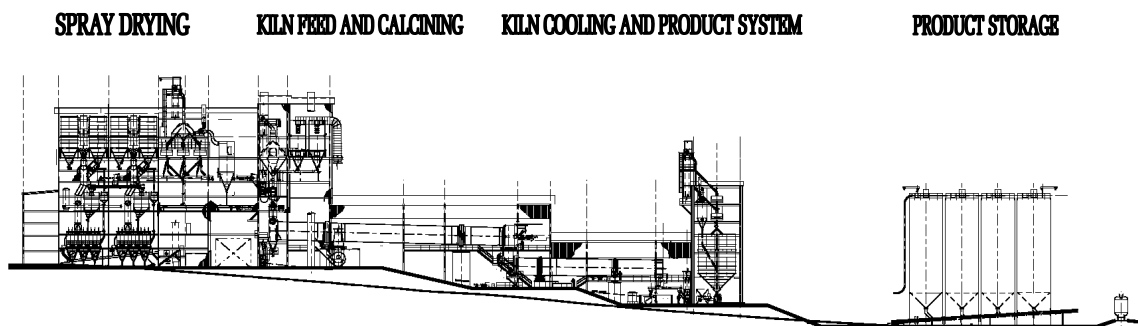 SPRAY DRYING
KILN FEED AND CALCINING
KILN COOLING AND PRODUCT SYSTEM
PRODUCT STORAGE